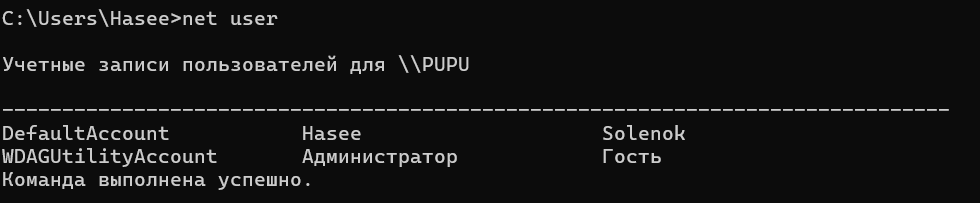 C:\Users\Hasee>net user
Учетные записи пользователей для \\PUPU
-------------------------------------------------------------------------------
DefaultAccount Hasee Solenok
WDAGUtilityAccount Администратор Гость
Команда выполнена успешно.